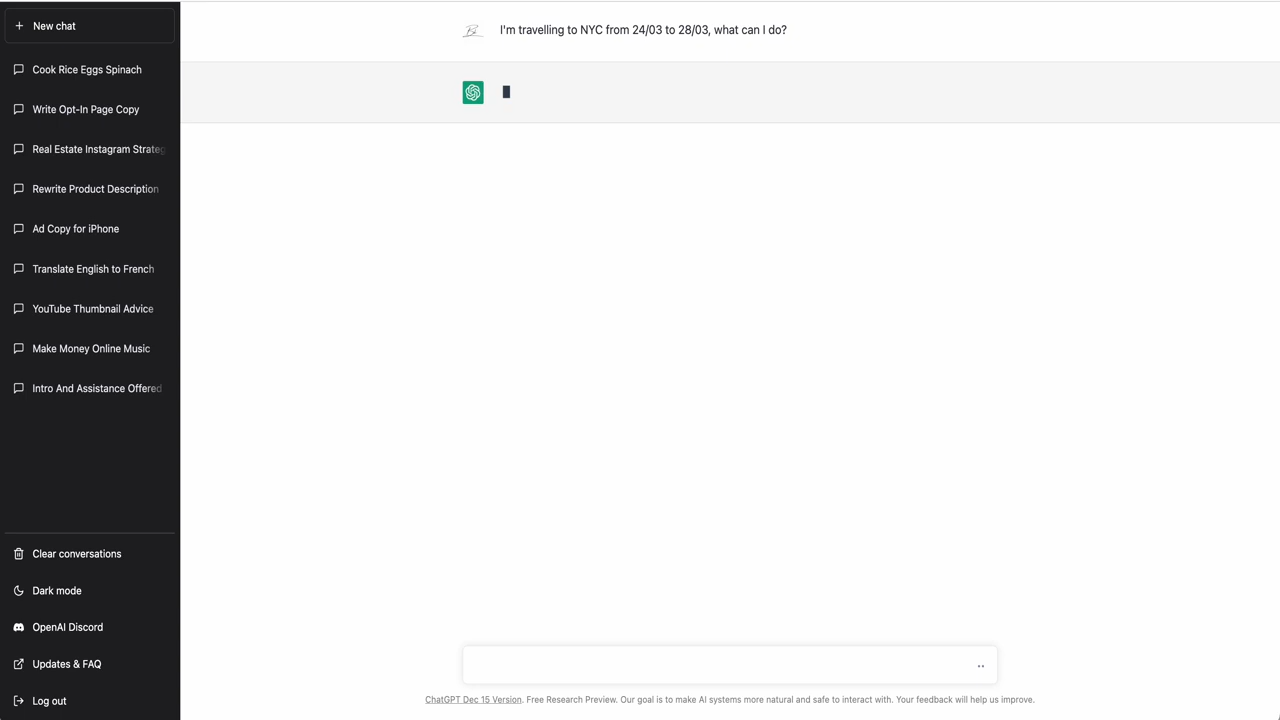 New chat
Cook Rice Eggs Spinach
Write Opt-In Page Copy
Real Estate Instagram Strateg
Rewrite Product Description
Ad Copy for iPhone
Translate English to French
YouTube Thumbnail Advice
Make Money Online Music
Intro And Assistance Offered
Clear conversations
Dark mode
OpenAI Discord
Updates & FAQ
Log out
I'm travelling to NYC from 24/03 to 28/03, what can I do?
ChatGPT Dec 15 Version. Free Research Preview. Our goal is to make AI systems more natural and safe to interact with. Your feedback will help us improve.